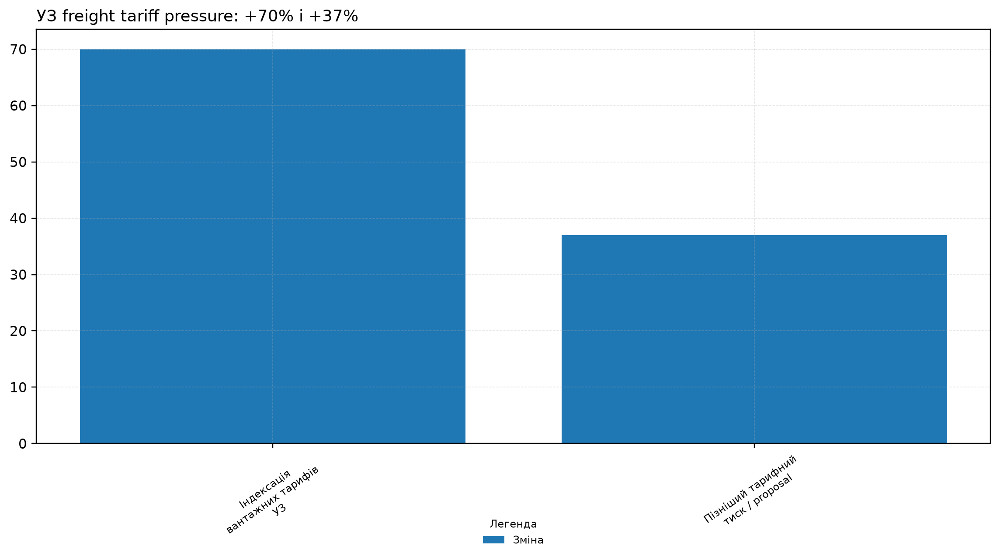 УЗ freight tariff pressure: +70% і +37%
70
60
50
40
30
20
10
0
Індексація
вантажних тарифів
УЗ
Пізніший тарифний
тиск / proposal
Легенда
Зміна